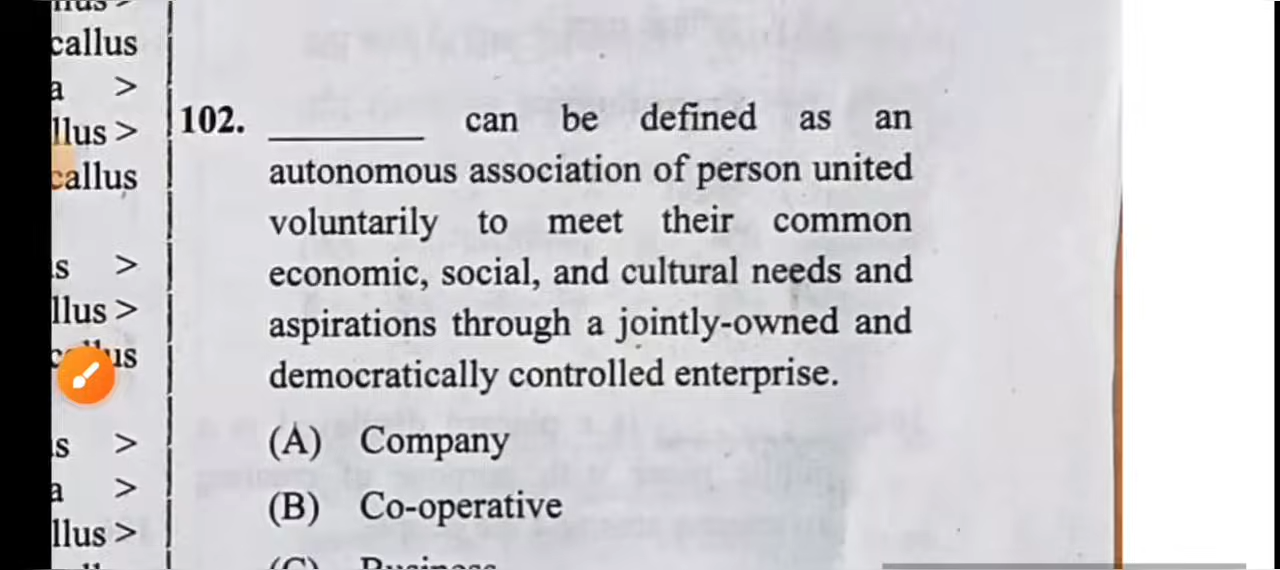 callus
a >
llus >
callus
s >
llus >
s >
a >
llus >
102. ________ can be defined as an
autonomous association of person united
voluntarily to meet their common
economic, social, and cultural needs and
aspirations through a jointly-owned and
democratically controlled enterprise.
(A) Company
(B) Co-operative